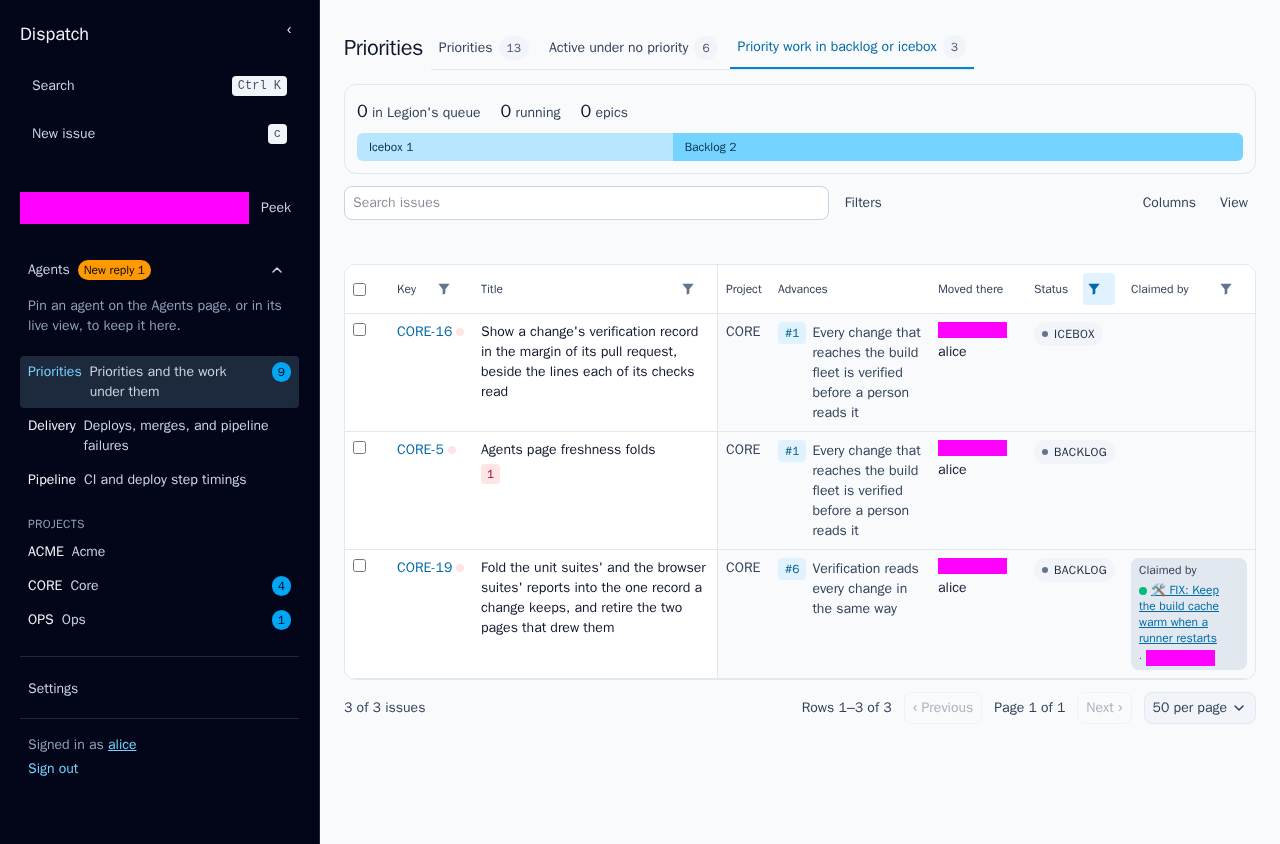 Dispatch
‹
Search
Ctrl K
New issue
C
Peek
Agents
New reply 1
Pin an agent on the Agents page, or in its
live view, to keep it here.
Priorities
Priorities and the work
under them
9
Delivery
Deploys, merges, and pipeline
failures
Pipeline
CI and deploy step timings
PROJECTS
ACME
Acme
CORE
Core
4
OPS
Ops
1
Settings
Signed in as alice
Sign out
Priorities
Priorities 13
Active under no priority 6
Priority work in backlog or icebox 3
0 in Legion's queue
0 running
0 epics
Icebox 1
Backlog 2
Search issues
Filters
Columns
View
Key
Title
Project
Advances
Moved there
Status
Claimed by
CORE-16
Show a change's verification record
in the margin of its pull request,
beside the lines each of its checks
read
CORE
#1
Every change that
reaches the build
fleet is verified
before a person
reads it
alice
ICEBOX
CORE-5
Agents page freshness folds
1
CORE
#1
Every change that
reaches the build
fleet is verified
before a person
reads it
alice
BACKLOG
CORE-19
Fold the unit suites' and the browser
suites' reports into the one record a
change keeps, and retire the two
pages that drew them
CORE
#6
Verification reads
every change in
the same way
alice
BACKLOG
Claimed by
🛠️ FIX: Keep
the build cache
warm when a
runner restarts
·
3 of 3 issues
Rows 1–3 of 3
‹ Previous
Page 1 of 1
Next ›
50 per page